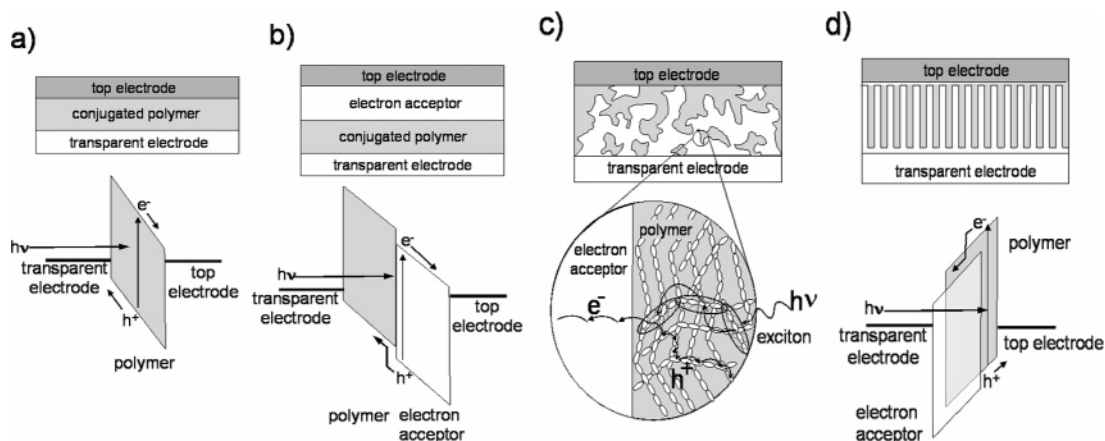 a)
top electrode
conjugated polymer
transparent electrode
e-
hν
transparent
electrode
top
electrode
h+
polymer
b)
top electrode
electron acceptor
conjugated polymer
transparent electrode
e-
hν
transparent
electrode
top
electrode
h+
polymer
electron
acceptor
c)
top electrode
transparent electrode
polymer
electron
acceptor
e-
hν
exciton
h+
d)
top electrode
transparent electrode
e-
polymer
hν
transparent
electrode
top electrode
h+
electron
acceptor